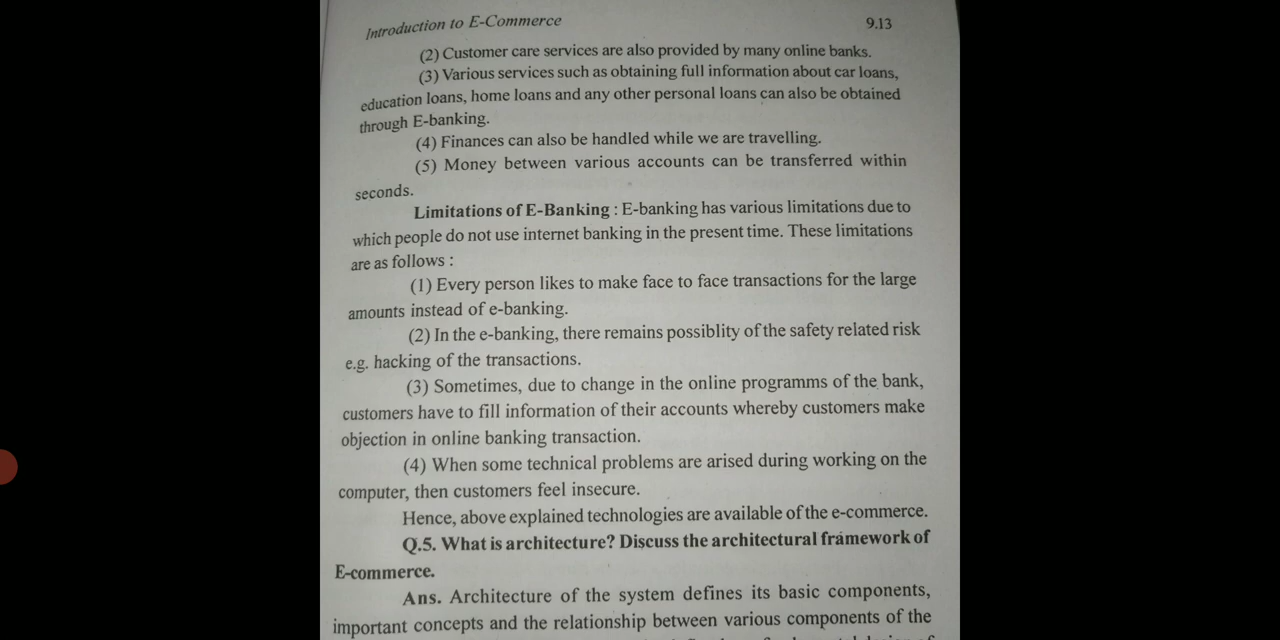 Introduction to E-Commerce 9.13
(2) Customer care services are also provided by many online banks.
(3) Various services such as obtaining full information about car loans,
education loans, home loans and any other personal loans can also be obtained
through E-banking.
(4) Finances can also be handled while we are travelling.
(5) Money between various accounts can be transferred within
seconds.
Limitations of E-Banking : E-banking has various limitations due to
which people do not use internet banking in the present time. These limitations
are as follows :
(1) Every person likes to make face to face transactions for the large
amounts instead of e-banking.
(2) In the e-banking, there remains possiblity of the safety related risk
e.g. hacking of the transactions.
(3) Sometimes, due to change in the online programms of the bank,
customers have to fill information of their accounts whereby customers make
objection in online banking transaction.
(4) When some technical problems are arised during working on the
computer, then customers feel insecure.
Hence, above explained technologies are available of the e-commerce.
Q.5. What is architecture? Discuss the architectural framework of
E-commerce.
Ans. Architecture of the system defines its basic components,
important concepts and the relationship between various components of the